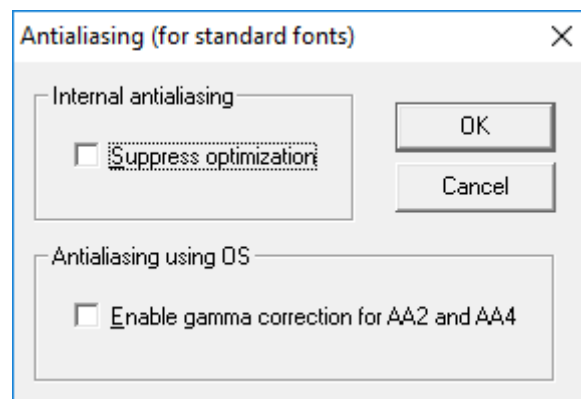 Antialiasing (for standard fonts)
Internal antialiasing
Suppress optimization
OK
Cancel
Antialiasing using OS
Enable gamma correction for AA2 and AA4